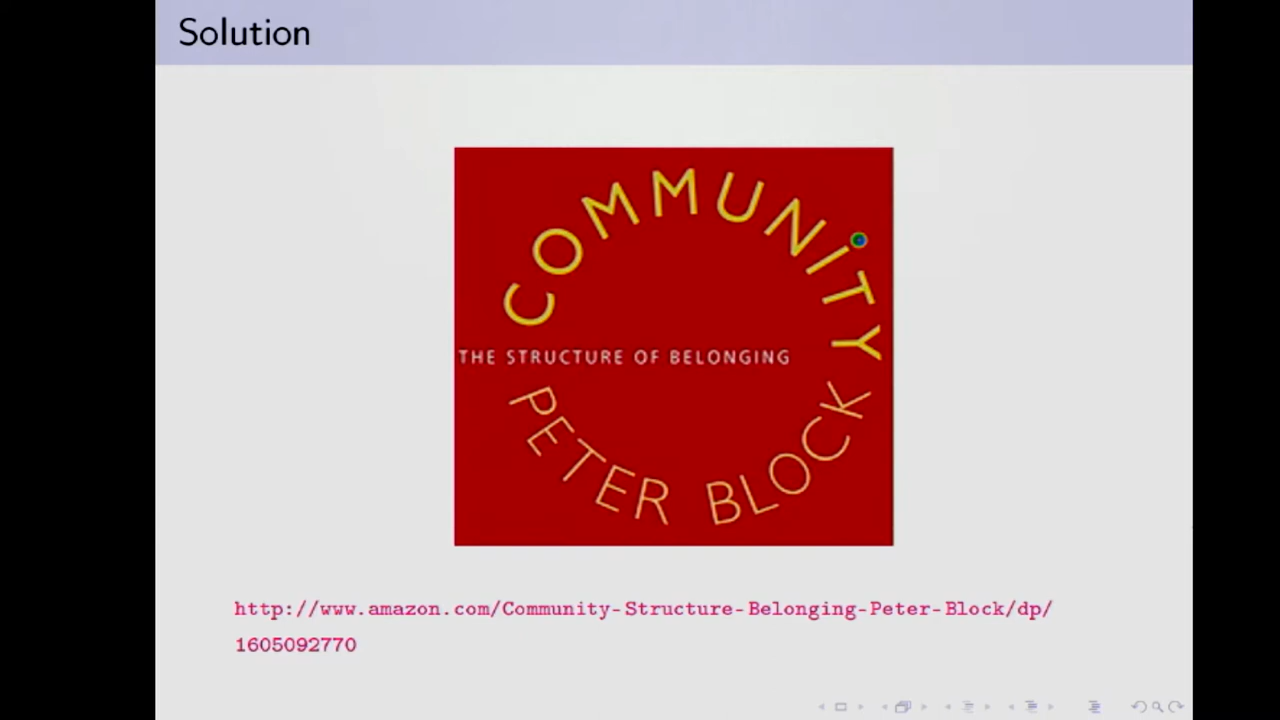 Solution
COMMUNiTY
THE STRUCTURE OF BELONGING
PETER BLOCK
http://www.amazon.com/Community-Structure-Belonging-Peter-Block/dp/
1605092770